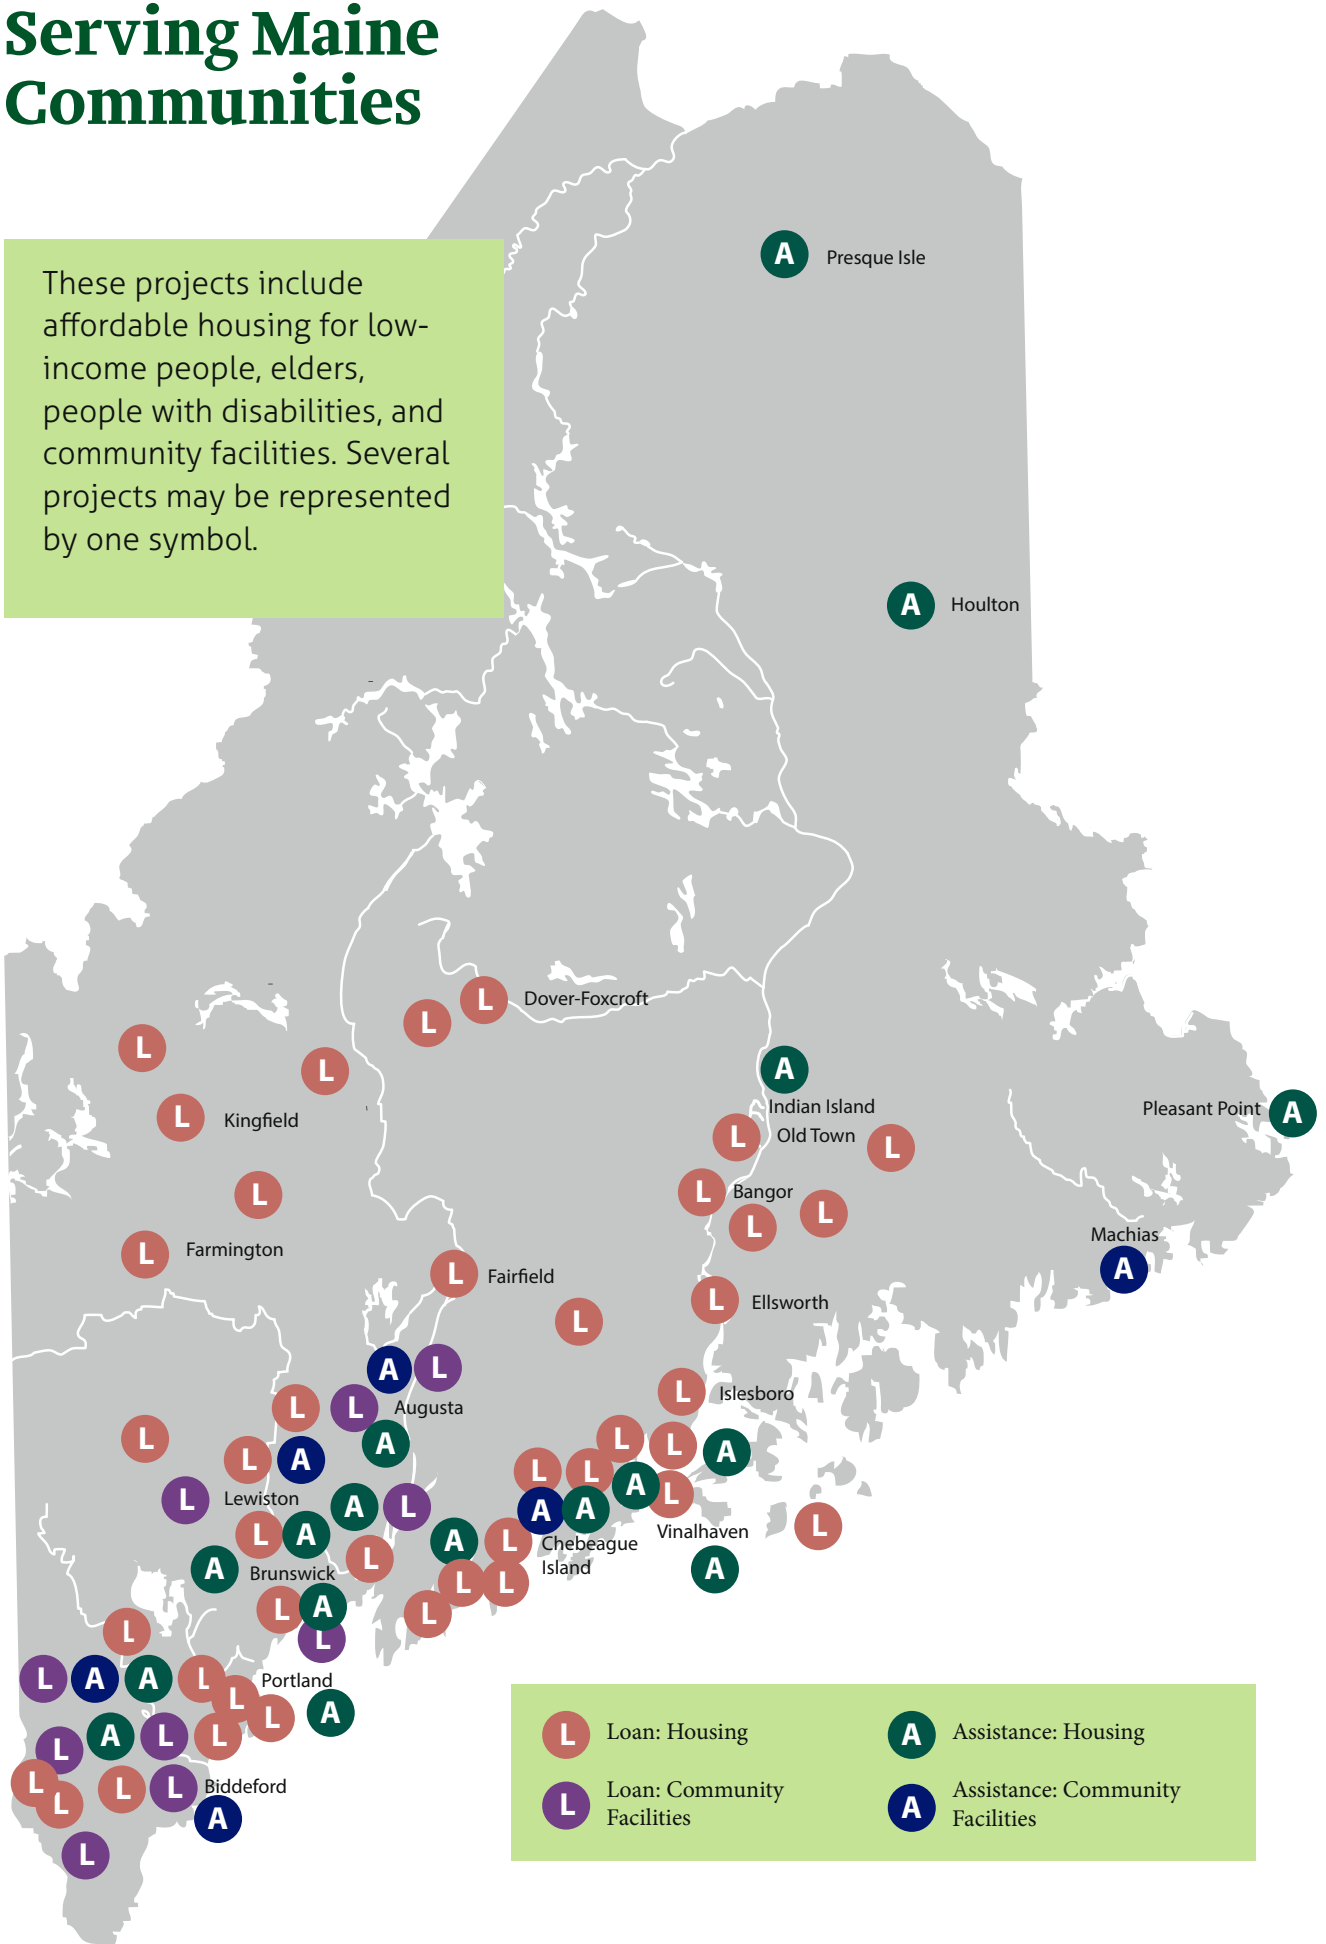 Serving Maine
Communities
These projects include
affordable housing for low-
income people, elders,
people with disabilities, and
community facilities. Several
projects may be represented
by one symbol.
A Presque Isle
A Houlton
L Dover-Foxcroft
L
L
L
A
L Kingfield
Indian Island
Pleasant Point A
L Old Town
L
L
L Bangor
L
L
Machias
A
L Farmington
L Fairfield
L Ellsworth
L
A L
L Islesboro
L L Augusta
L
A
L
L
A
L A
L
L
A
L
L Lewiston
A L
A A
Vinalhaven
L
L A
A
L
Chebeague
Island
L
A Brunswick
A
L
L
L A
L
L
L
L A A L
Portland
L
L
A
L A L L
L
L L Biddeford
L
A
L
L Loan: Housing
A Assistance: Housing
L Loan: Community
Facilities
A Assistance: Community
Facilities